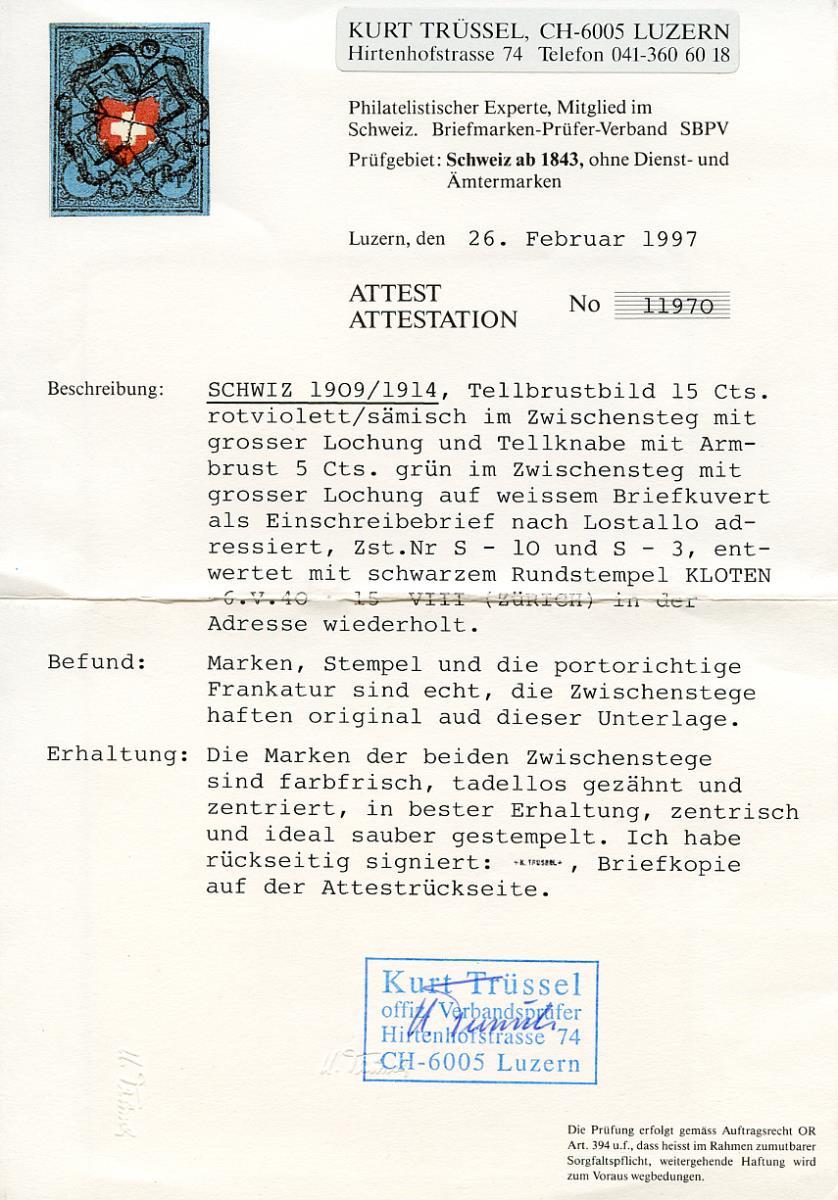 KURT TRÜSSEL, CH-6005 LUZERN
Hirtenhofstrasse 74 Telefon 041-360 60 18
Philatelistischer Experte, Mitglied im
Schweiz. Briefmarken-Prüfer-Verband SBPV
Prüfgebiet: Schweiz ab 1843, ohne Dienst- und
Ämtermarken
Luzern, den 26. Februar 1997
ATTEST
ATTESTATION
No 11970
Beschreibung: SCHWIZ 1909/1914, Tellbrustbild 15 Cts.
rotviolett/sämisch im Zwischensteg mit
grosser Lochung und Tellknabe mit Arm-
brust 5 Cts. grün im Zwischensteg mit
grosser Lochung auf weissem Briefkuvert
als Einschreibebrief nach Lostallo ad-
ressiert, Zst.Nr S - 10 und S - 3, ent-
wertet mit schwarzem Rundstempel KLOTEN
-6.V.40 - 15 VIII (ZÜRICH) in der
Adresse wiederholt.
Befund: Marken, Stempel und die portorichtige
Frankatur sind echt, die Zwischenstege
haften original aud dieser Unterlage.
Erhaltung: Die Marken der beiden Zwischenstege
sind farbfrisch, tadellos gezähnt und
zentriert, in bester Erhaltung, zentrisch
und ideal sauber gestempelt. Ich habe
rückseitig signiert: +K.TRÜSSEL+, Briefkopie
auf der Attestrückseite.
Kurt Trüssel
offiz. Verbandsprüfer
Hirtenhofstrasse 74
CH-6005 Luzern
Die Prüfung erfolgt gemäss Auftragsrecht OR
Art. 394 u.f., dass heisst im Rahmen zumutbarer
Sorgfaltspflicht, weitergehende Haftung wird
zum Voraus wegbedungen.